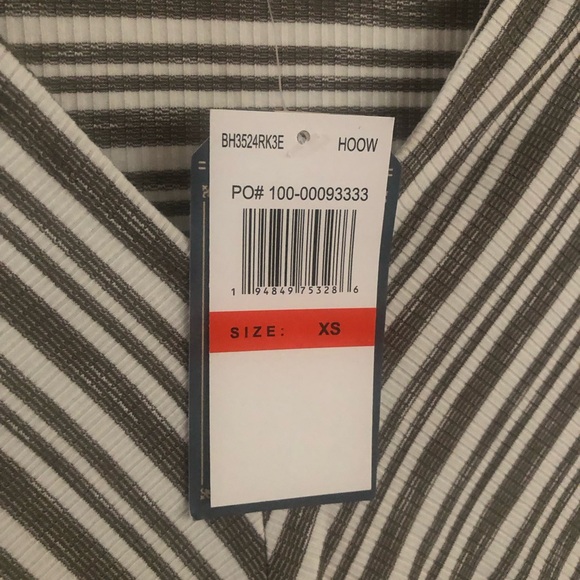 BH3524RK3E HOOW
PO# 100-00093333
1 94849 75328 6
SIZE: XS